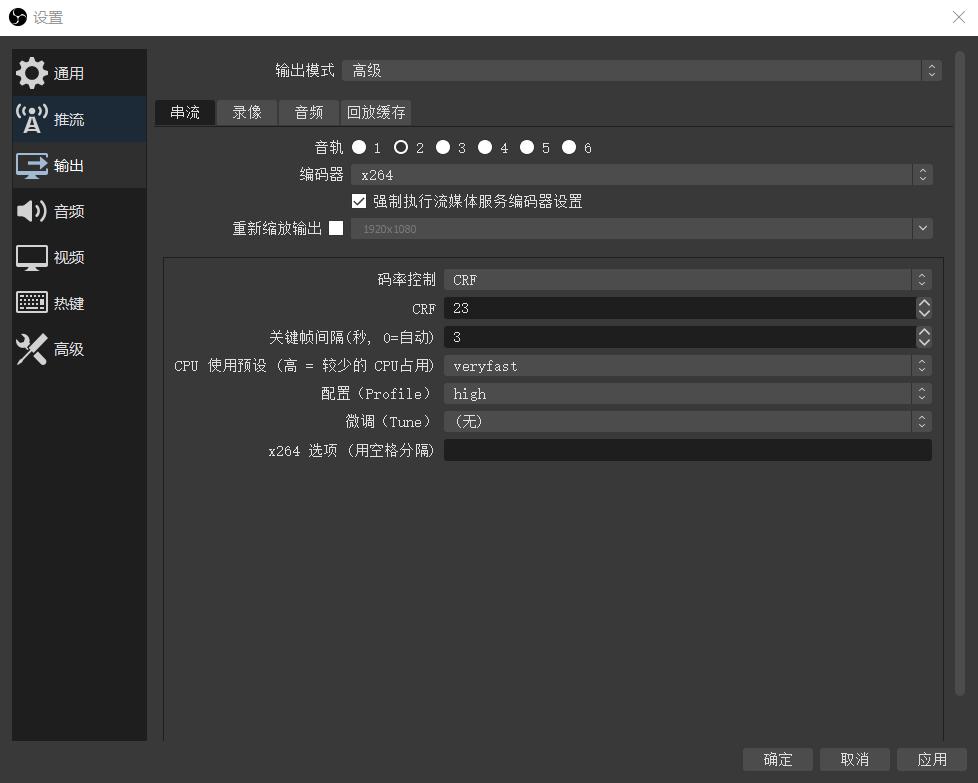 设置
通用
推流
输出
音频
视频
热键
高级
输出模式 高级
串流 录像 音频 回放缓存
音轨 1 2 3 4 5 6
编码器 x264
强制执行流媒体服务编码器设置
重新缩放输出 1920x1080
码率控制 CRF
CRF 23
关键帧间隔(秒, 0=自动) 3
CPU 使用预设 (高 = 较少的 CPU占用) veryfast
配置（Profile） high
微调（Tune） (无)
x264 选项 (用空格分隔)
确定 取消 应用